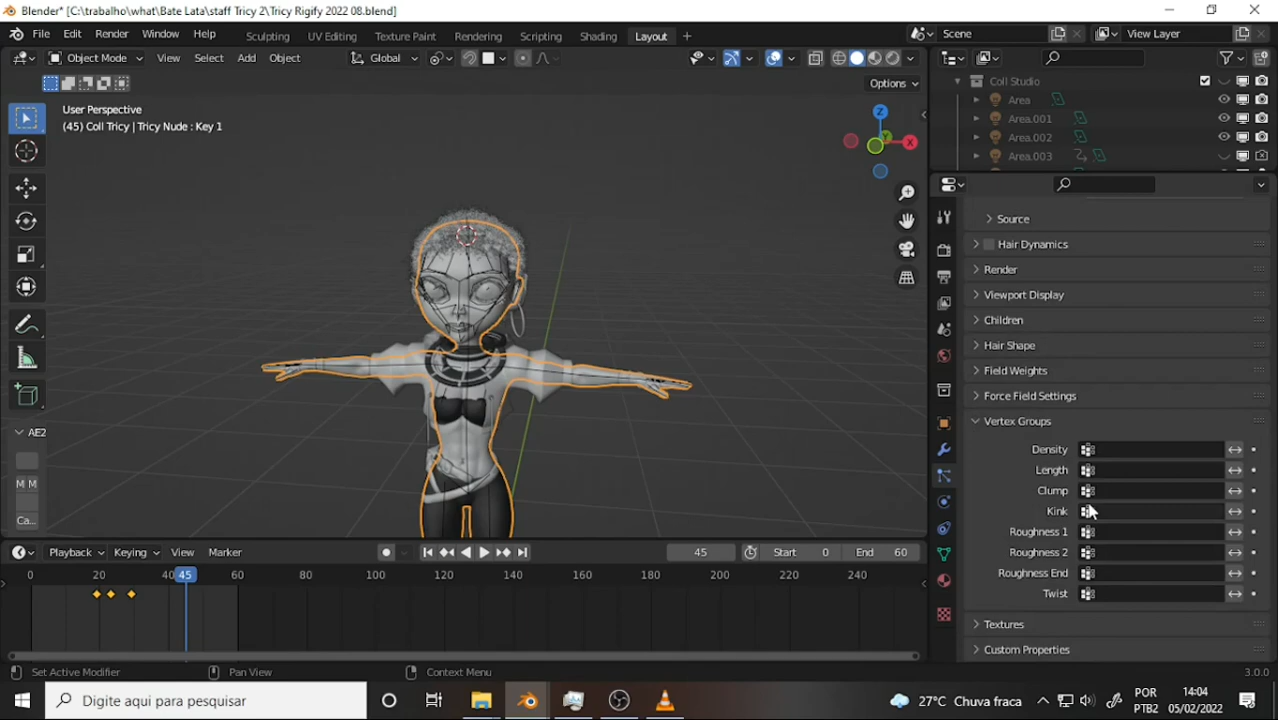 Blender* [C:\trabalho\what\Bate Lata\staff Tricy 2\Tricy Rigify 2022 08.blend]
File Edit Render Window Help Sculpting UV Editing Texture Paint Rendering Scripting Shading Layout + Scene View Layer
Object Mode View Select Add Object Global
Options
User Perspective
(45) Coll Tricy | Tricy Nude : Key 1
Z
Y
X
AE2
M M
Ca...
Coll Studio
Area
Area.001
Area.002
Area.003
Source
Hair Dynamics
Render
Viewport Display
Children
Hair Shape
Field Weights
Force Field Settings
Vertex Groups
Density
Length
Clump
Kink
Roughness 1
Roughness 2
Roughness End
Twist
Textures
Custom Properties
Playback Keying View Marker 45 Start 0 End 60
0 20 40 45 60 80 100 120 140 160 180 200 220 240
Set Active Modifier Pan View Context Menu 3.0.0
Digite aqui para pesquisar 27°C Chuva fraca POR 14:04
PTB2 05/02/2022